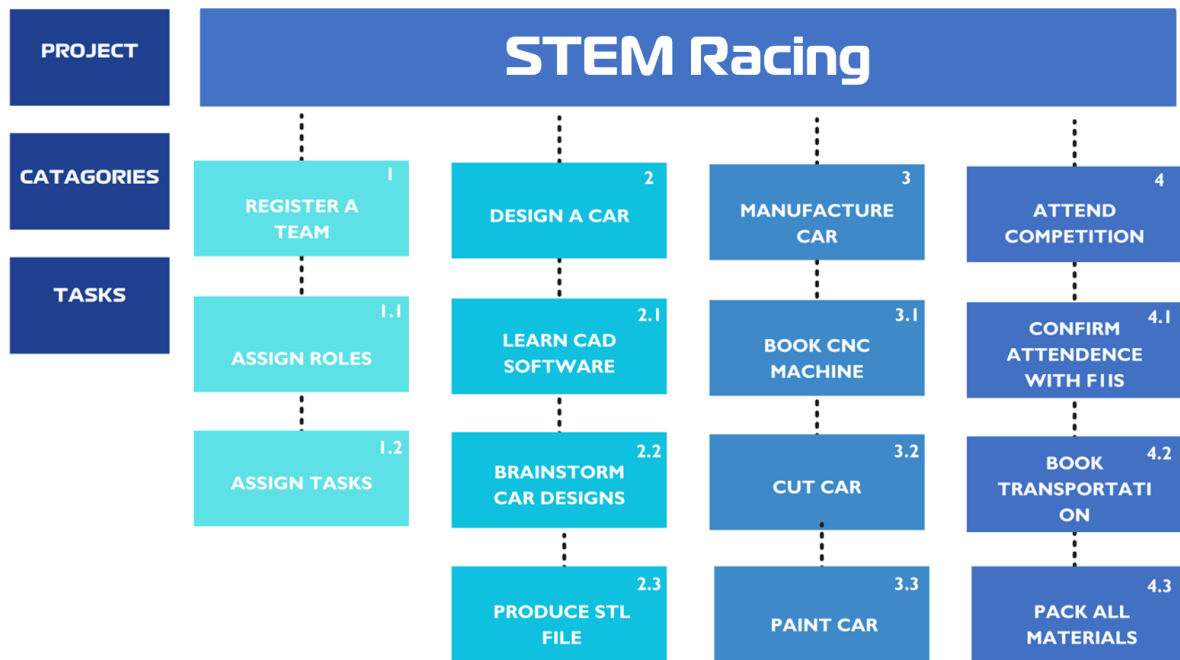 PROJECT
STEM Racing
CATAGORIES
1
REGISTER A
TEAM
2
DESIGN A CAR
3
MANUFACTURE
CAR
4
ATTEND
COMPETITION
TASKS
1.1
ASSIGN ROLES
2.1
LEARN CAD
SOFTWARE
3.1
BOOK CNC
MACHINE
4.1
CONFIRM
ATTENDENCE
WITH F1IS
1.2
ASSIGN TASKS
2.2
BRAINSTORM
CAR DESIGNS
3.2
CUT CAR
4.2
BOOK
TRANSPORTATI
ON
2.3
PRODUCE STL
FILE
3.3
PAINT CAR
4.3
PACK ALL
MATERIALS